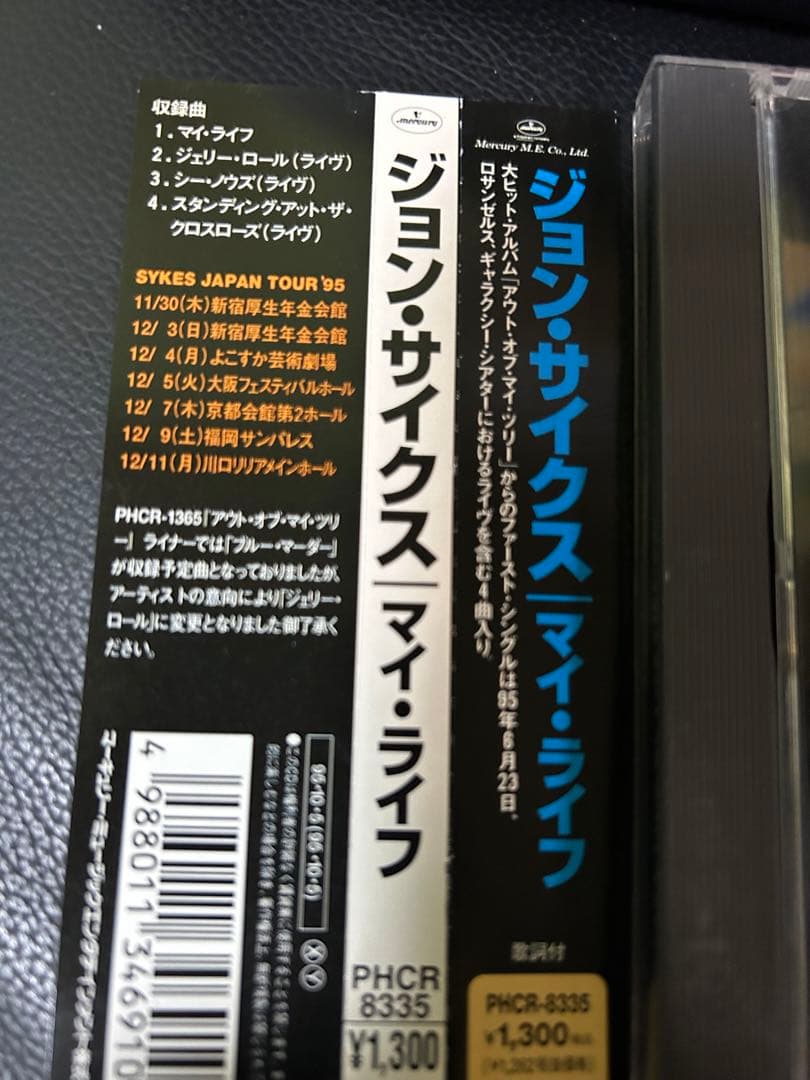 収録曲
1．マイ・ライフ
2．ジェリー・ロール（ライヴ）
3．シー・ノウズ（ライヴ）
4．スタンディング・アット・ザ・
クロスローズ（ライヴ）
SYKES JAPAN TOUR '95
11/30（木）新宿厚生年金会館
12/ 3（日）新宿厚生年金会館
12/ 4（月）よこすか芸術劇場
12/ 5（火）大阪フェスティバルホール
12/ 7（木）京都会館第2ホール
12/ 9（土）福岡サンパレス
12/11（月）川口リリアメインホール
PHCR-1365「アウト・オブ・マイ・ツリ
ー」ライナーでは「ブルー・マーダー」
が収録予定曲となっておりましたが、
アーティストの意向により「ジェリー・
ロール」に変更となりました御了承く
ださい。
4 988011 346910
95・10・5
mercury
ジョン・サイクス｜マイ・ライフ
PHCR
8335
¥1,300
Mercury M.E. Co., Ltd.
ジョン・サイクス｜マイ・ライフ
大ヒット・アルバム「アウト・オブ・マイ・ツリー」からのファースト・シングルは95年6月23日、
ロサンゼルス、ギャラクシー・シアターにおけるライヴを含む4曲入り。
歌詞付
PHCR-8335
¥1,300